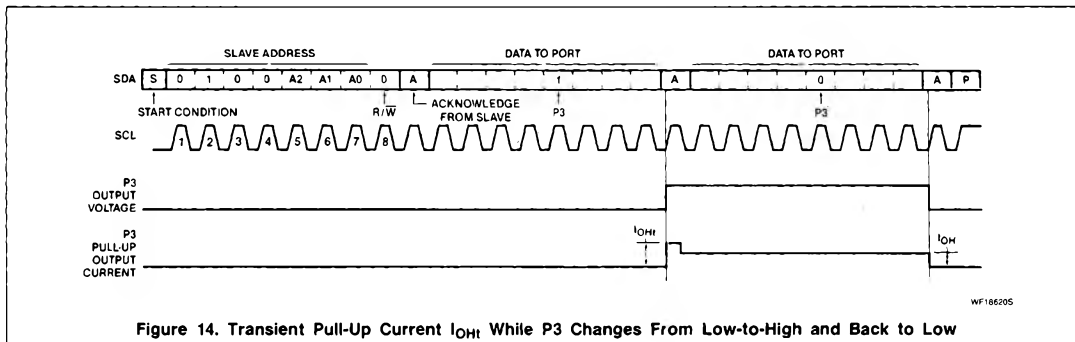 SLAVE ADDRESS DATA TO PORT DATA TO PORT
SDA S 0 1 0 0 A2 A1 A0 0 A 1 A 0 A P
START CONDITION R/W̅ ACKNOWLEDGE FROM SLAVE P3 P3
SCL 1 2 3 4 5 6 7 8
P3
OUTPUT
VOLTAGE
P3
PULL-UP
OUTPUT
CURRENT
IOHt
IOH
WF18620S
Figure 14. Transient Pull-Up Current IOHt While P3 Changes From Low-to-High and Back to Low